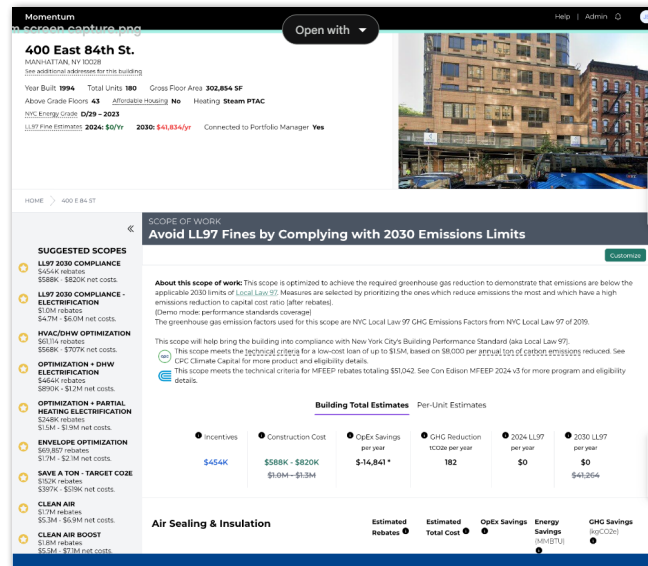 Momentum
Help | Admin
n screen capture.png
Open with
400 East 84th St.
MANHATTAN, NY 10028
See additional addresses for this building
Year Built 1994 Total Units 180 Gross Floor Area 302,854 SF
Above Grade Floors 43 Affordable Housing No Heating Steam PTAC
NYC Energy Grade D/29 – 2023
LL97 Fine Estimates 2024: $0/Yr 2030: $41,834/yr Connected to Portfolio Manager Yes
HOME > 400 E 84 ST
«
SUGGESTED SCOPES
LL97 2030 COMPLIANCE
$454K rebates
$588K - $820K net costs.
LL97 2030 COMPLIANCE - ELECTRIFICATION
$1.0M rebates
$4.7M - $6.0M net costs.
HVAC/DHW OPTIMIZATION
$61,114 rebates
$568K - $707K net costs.
OPTIMIZATION + DHW ELECTRIFICATION
$464K rebates
$890K - $1.2M net costs.
OPTIMIZATION + PARTIAL HEATING ELECTRIFICATION
$248K rebates
$1.5M - $1.9M net costs.
ENVELOPE OPTIMIZATION
$69,857 rebates
$1.7M - $2.1M net costs.
SAVE A TON - TARGET CO2E
$152K rebates
$397K - $519K net costs.
CLEAN AIR
$1.7M rebates
$5.3M - $6.9M net costs.
CLEAN AIR BOOST
$1.8M rebates
$5.5M - $7.1M net costs.
SCOPE OF WORK
Avoid LL97 Fines by Complying with 2030 Emissions Limits
Customize
About this scope of work: This scope is optimized to achieve the required greenhouse gas reduction to demonstrate that emissions are below the
applicable 2030 limits of Local Law 97. Measures are selected by prioritizing the ones which reduce emissions the most and which have a high
emissions reduction to capital cost ratio (after rebates).
(Demo mode: performance standards coverage)
The greenhouse gas emission factors used for this scope are NYC Local Law 97 GHG Emissions Factors from NYC Local Law 97 of 2019.
This scope will help bring the building into compliance with New York City's Building Performance Standard (aka Local Law 97).
This scope meets the technical criteria for a low-cost loan of up to $1.5M, based on $8,000 per annual ton of carbon emissions reduced. See
CPC Climate Capital for more product and eligibility details.
This scope meets the technical criteria for MFEEP rebates totaling $51,042. See Con Edison MFEEP 2024 v3 for more program and eligibility
details.
Building Total Estimates Per-Unit Estimates
Incentives
$454K
Construction Cost
$588K - $820K
$1.0M - $1.3M
OpEx Savings
per year
$-14,841 *
GHG Reduction
tCO2e per year
182
2024 LL97
per year
$0
2030 LL97
per year
$0
$41,264
Air Sealing & Insulation
Estimated Rebates
Estimated Total Cost
OpEx Savings
Energy Savings (MMBTU)
GHG Savings (kgCO2e)